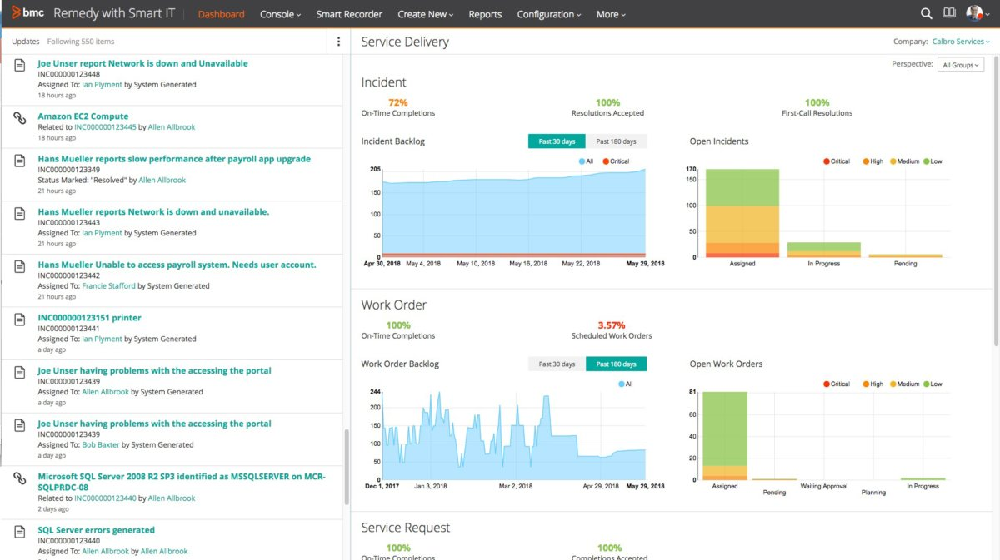 bmc Remedy with Smart IT Dashboard Console Smart Recorder Create New Reports Configuration More
Updates Following 550 items
Joe Unser report Network is down and Unavailable
INC000000123448
Assigned To: Ian Plyment by System Generated
18 hours ago
Amazon EC2 Compute
Related to INC000000123445 by Allen Allbrook
18 hours ago
Hans Mueller reports slow performance after payroll app upgrade
INC000000123349
Status Marked: "Resolved" by Allen Allbrook
21 hours ago
Hans Mueller reports Network is down and unavailable.
INC000000123443
Assigned To: Ian Plyment by System Generated
21 hours ago
Hans Mueller Unable to access payroll system. Needs user account.
INC000000123442
Assigned To: Francie Stafford by System Generated
21 hours ago
INC000000123151 printer
INC000000123441
Assigned To: Ian Plyment by System Generated
a day ago
Joe Unser having problems with the accessing the portal
INC000000123439
Assigned To: Allen Allbrook by System Generated
a day ago
Joe Unser having problems with the accessing the portal
INC000000123439
Assigned To: Bob Baxter by System Generated
a day ago
Microsoft SQL Server 2008 R2 SP3 identified as MSSQLSERVER on MCR-
SQLPRDC-08
Related to INC000000123440 by Allen Allbrook
2 days ago
SQL Server errors generated
INC000000123440
Assigned To: Allen Allbrook by Allen Allbrook
Service Delivery
Company: Calbro Services
Perspective: All Groups
Incident
72% 100% 100%
On-Time Completions Resolutions Accepted First-Call Resolutions
Incident Backlog Past 30 days Past 180 days
All Critical
205
150
100
50
0
Apr 30, 2018 May 4, 2018 May 10, 2018 May 16, 2018 May 22, 2018 May 29, 2018
Open Incidents
Critical High Medium Low
170
150
100
50
0
Assigned In Progress Pending
Work Order
100% 3.57%
On-Time Completions Scheduled Work Orders
Work Order Backlog Past 30 days Past 180 days
All
244
200
150
100
50
0
Dec 1, 2017 Jan 3, 2018 Mar 2, 2018 Apr 29, 2018 May 29, 2018
Open Work Orders
Critical High Medium Low
81
60
40
20
0
Assigned Pending Waiting Approval Planning In Progress
Service Request
100% 100%
On-Time Completions Completions Accepted